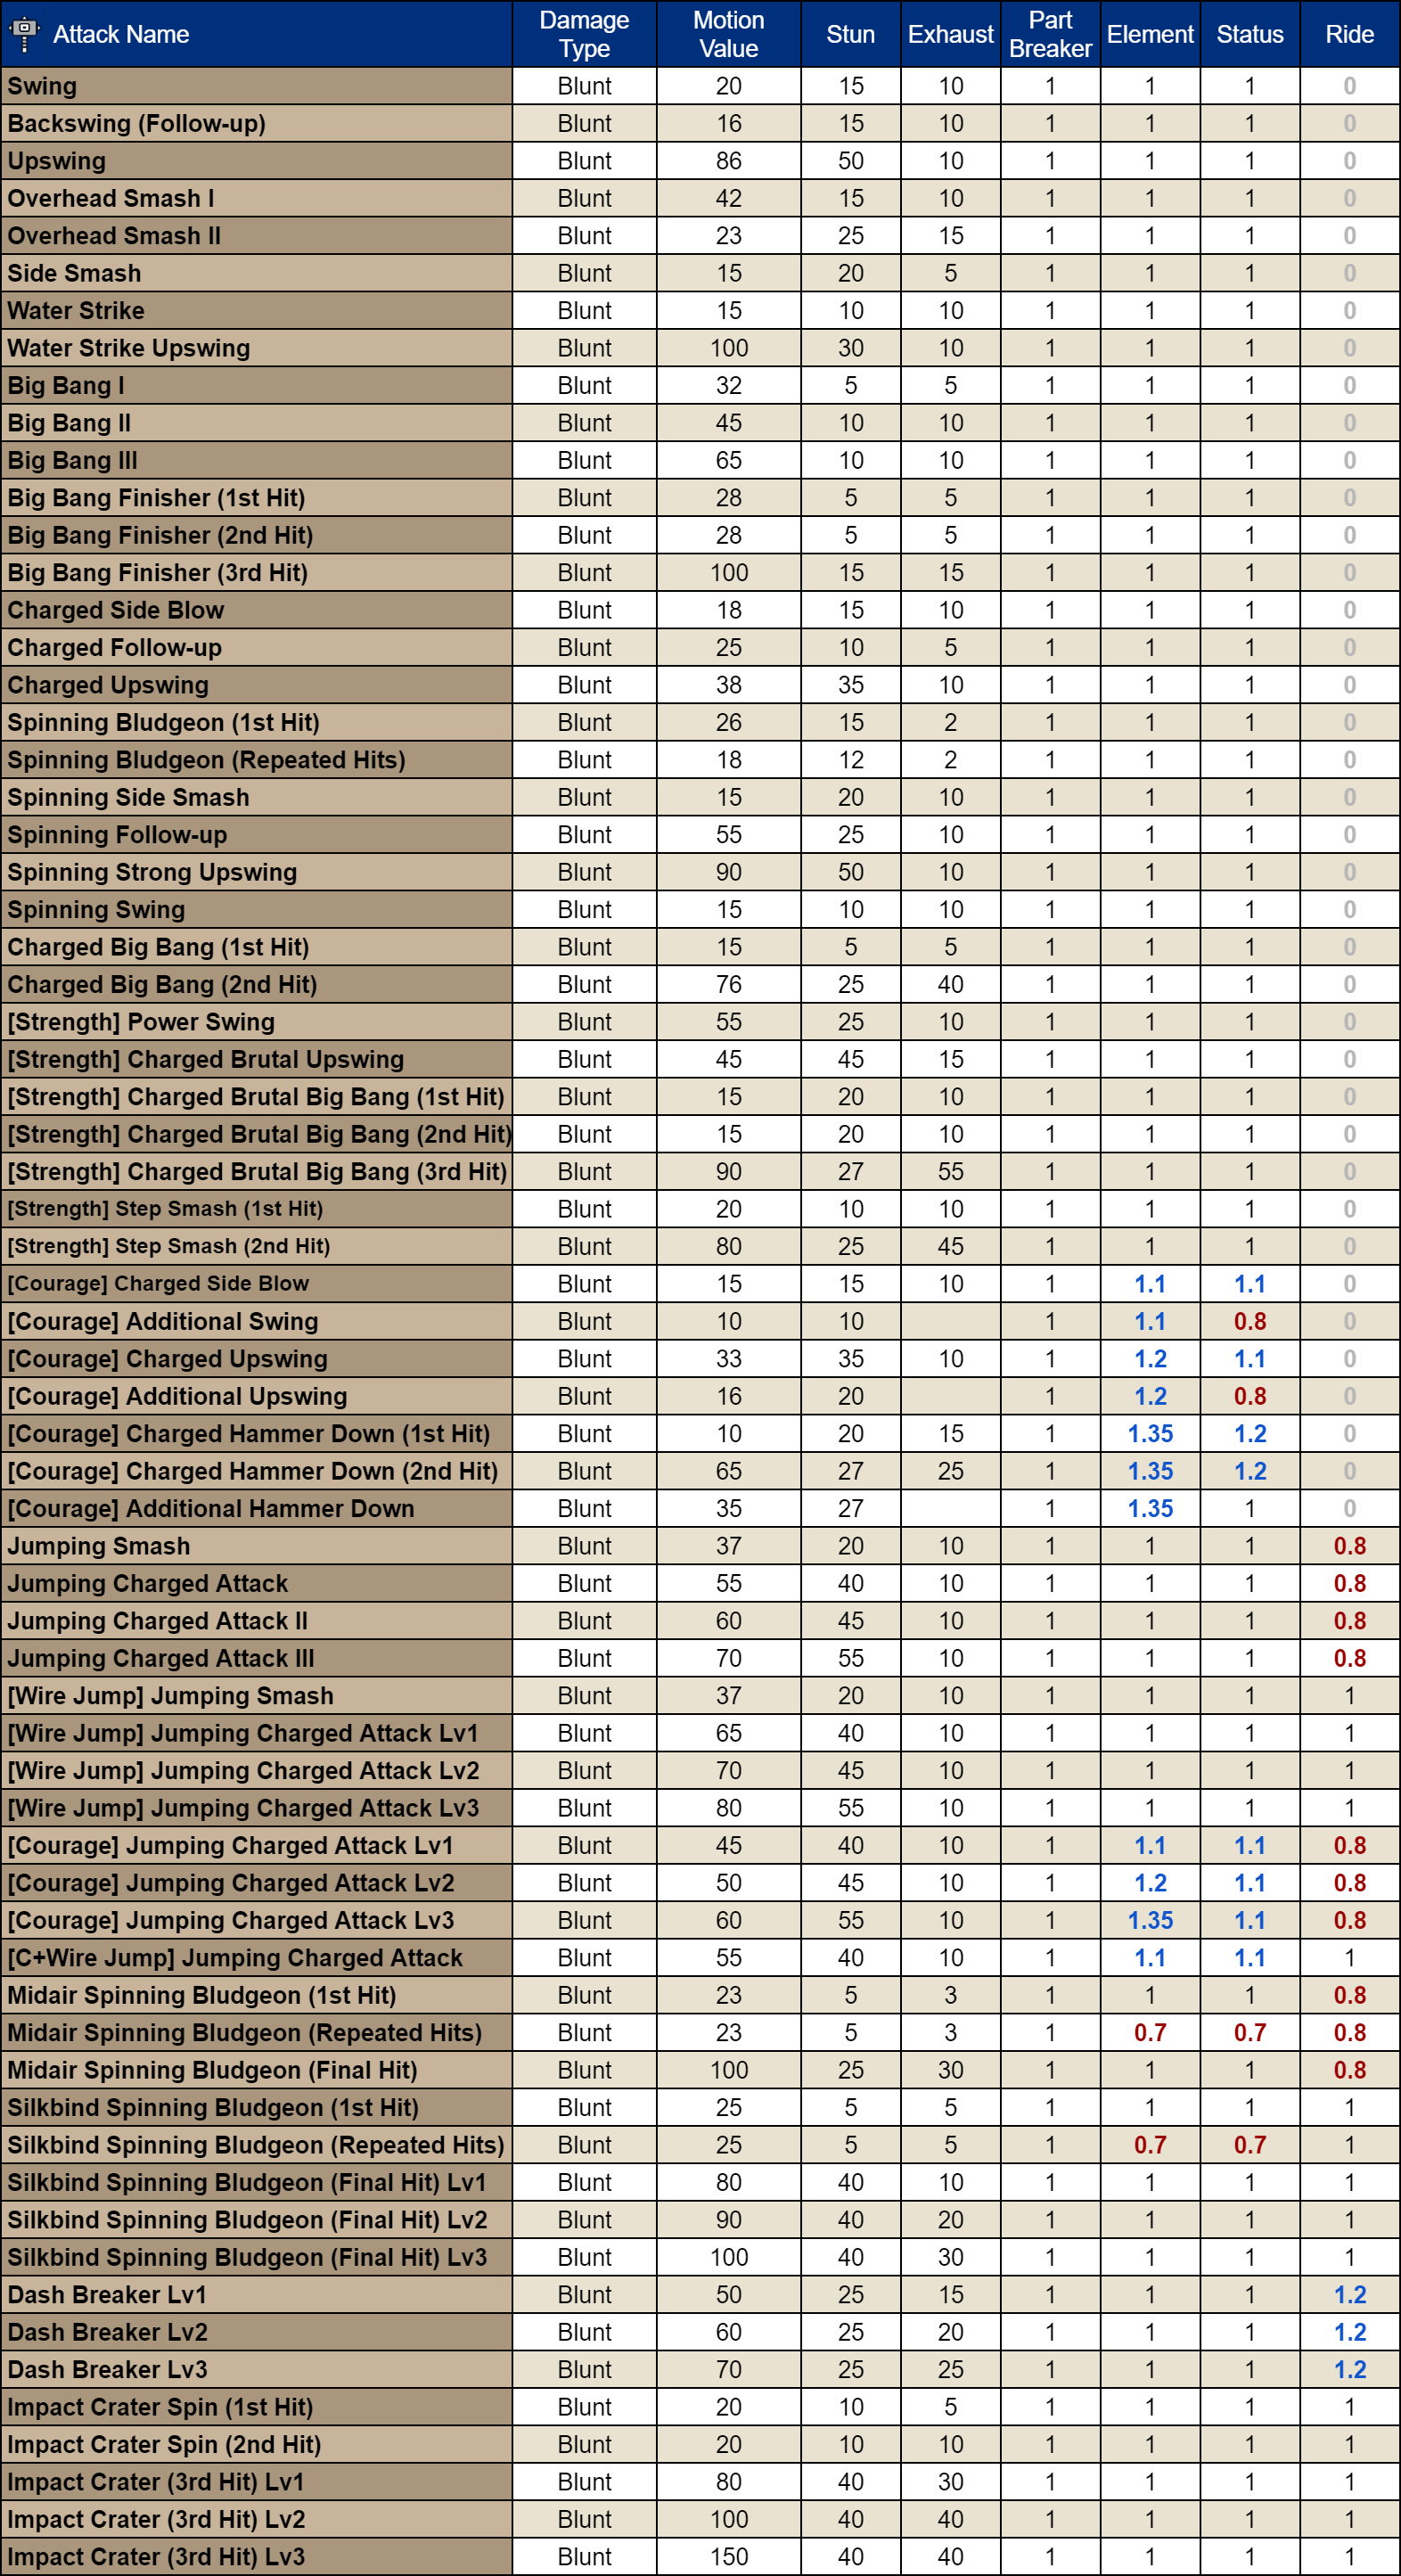 Attack Name Damage Type Motion Value Stun Exhaust Part Breaker Element Status Ride
Swing Blunt 20 15 10 1 1 1 0
Backswing (Follow-up) Blunt 16 15 10 1 1 1 0
Upswing Blunt 86 50 10 1 1 1 0
Overhead Smash I Blunt 42 15 10 1 1 1 0
Overhead Smash II Blunt 23 25 15 1 1 1 0
Side Smash Blunt 15 20 5 1 1 1 0
Water Strike Blunt 15 10 10 1 1 1 0
Water Strike Upswing Blunt 100 30 10 1 1 1 0
Big Bang I Blunt 32 5 5 1 1 1 0
Big Bang II Blunt 45 10 10 1 1 1 0
Big Bang III Blunt 65 10 10 1 1 1 0
Big Bang Finisher (1st Hit) Blunt 28 5 5 1 1 1 0
Big Bang Finisher (2nd Hit) Blunt 28 5 5 1 1 1 0
Big Bang Finisher (3rd Hit) Blunt 100 15 15 1 1 1 0
Charged Side Blow Blunt 18 15 10 1 1 1 0
Charged Follow-up Blunt 25 10 5 1 1 1 0
Charged Upswing Blunt 38 35 10 1 1 1 0
Spinning Bludgeon (1st Hit) Blunt 26 15 2 1 1 1 0
Spinning Bludgeon (Repeated Hits) Blunt 18 12 2 1 1 1 0
Spinning Side Smash Blunt 15 20 10 1 1 1 0
Spinning Follow-up Blunt 55 25 10 1 1 1 0
Spinning Strong Upswing Blunt 90 50 10 1 1 1 0
Spinning Swing Blunt 15 10 10 1 1 1 0
Charged Big Bang (1st Hit) Blunt 15 5 5 1 1 1 0
Charged Big Bang (2nd Hit) Blunt 76 25 40 1 1 1 0
[Strength] Power Swing Blunt 55 25 10 1 1 1 0
[Strength] Charged Brutal Upswing Blunt 45 45 15 1 1 1 0
[Strength] Charged Brutal Big Bang (1st Hit) Blunt 15 20 10 1 1 1 0
[Strength] Charged Brutal Big Bang (2nd Hit) Blunt 15 20 10 1 1 1 0
[Strength] Charged Brutal Big Bang (3rd Hit) Blunt 90 27 55 1 1 1 0
[Strength] Step Smash (1st Hit) Blunt 20 10 10 1 1 1 0
[Strength] Step Smash (2nd Hit) Blunt 80 25 45 1 1 1 0
[Courage] Charged Side Blow Blunt 15 15 10 1 1.1 1.1 0
[Courage] Additional Swing Blunt 10 10 1 1.1 0.8 0
[Courage] Charged Upswing Blunt 33 35 10 1 1.2 1.1 0
[Courage] Additional Upswing Blunt 16 20 1 1.2 0.8 0
[Courage] Charged Hammer Down (1st Hit) Blunt 10 20 15 1 1.35 1.2 0
[Courage] Charged Hammer Down (2nd Hit) Blunt 65 27 25 1 1.35 1.2 0
[Courage] Additional Hammer Down Blunt 35 27 1 1.35 1 0
Jumping Smash Blunt 37 20 10 1 1 1 0.8
Jumping Charged Attack Blunt 55 40 10 1 1 1 0.8
Jumping Charged Attack II Blunt 60 45 10 1 1 1 0.8
Jumping Charged Attack III Blunt 70 55 10 1 1 1 0.8
[Wire Jump] Jumping Smash Blunt 37 20 10 1 1 1 1
[Wire Jump] Jumping Charged Attack Lv1 Blunt 65 40 10 1 1 1 1
[Wire Jump] Jumping Charged Attack Lv2 Blunt 70 45 10 1 1 1 1
[Wire Jump] Jumping Charged Attack Lv3 Blunt 80 55 10 1 1 1 1
[Courage] Jumping Charged Attack Lv1 Blunt 45 40 10 1 1.1 1.1 0.8
[Courage] Jumping Charged Attack Lv2 Blunt 50 45 10 1 1.2 1.1 0.8
[Courage] Jumping Charged Attack Lv3 Blunt 60 55 10 1 1.35 1.1 0.8
[C+Wire Jump] Jumping Charged Attack Blunt 55 40 10 1 1.1 1.1 1
Midair Spinning Bludgeon (1st Hit) Blunt 23 5 3 1 1 1 0.8
Midair Spinning Bludgeon (Repeated Hits) Blunt 23 5 3 1 0.7 0.7 0.8
Midair Spinning Bludgeon (Final Hit) Blunt 100 25 30 1 1 1 0.8
Silkbind Spinning Bludgeon (1st Hit) Blunt 25 5 5 1 1 1 1
Silkbind Spinning Bludgeon (Repeated Hits) Blunt 25 5 5 1 0.7 0.7 1
Silkbind Spinning Bludgeon (Final Hit) Lv1 Blunt 80 40 10 1 1 1 1
Silkbind Spinning Bludgeon (Final Hit) Lv2 Blunt 90 40 20 1 1 1 1
Silkbind Spinning Bludgeon (Final Hit) Lv3 Blunt 100 40 30 1 1 1 1
Dash Breaker Lv1 Blunt 50 25 15 1 1 1 1.2
Dash Breaker Lv2 Blunt 60 25 20 1 1 1 1.2
Dash Breaker Lv3 Blunt 70 25 25 1 1 1 1.2
Impact Crater Spin (1st Hit) Blunt 20 10 5 1 1 1 1
Impact Crater Spin (2nd Hit) Blunt 20 10 10 1 1 1 1
Impact Crater (3rd Hit) Lv1 Blunt 80 40 30 1 1 1 1
Impact Crater (3rd Hit) Lv2 Blunt 100 40 40 1 1 1 1
Impact Crater (3rd Hit) Lv3 Blunt 150 40 40 1 1 1 1